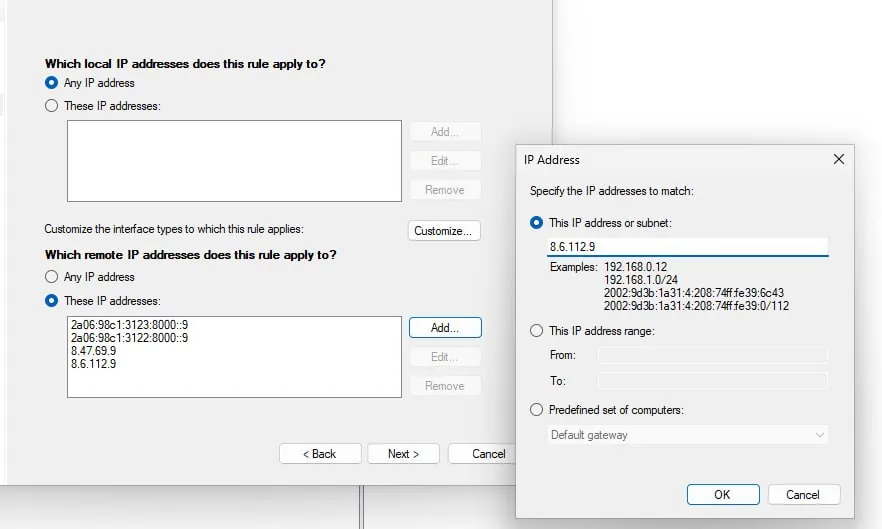 Which local IP addresses does this rule apply to?
Any IP address
These IP addresses:
Add...
Edit...
Remove
Customize the interface types to which this rule applies:
Customize...
Which remote IP addresses does this rule apply to?
Any IP address
These IP addresses:
2a06:98c1:3123:8000::9
2a06:98c1:3122:8000::9
8.47.69.9
8.6.112.9
Add...
Edit...
Remove
< Back
Next >
Cancel
IP Address
Specify the IP addresses to match:
This IP address or subnet:
8.6.112.9
Examples: 192.168.0.12
192.168.1.0/24
2002:9d3b:1a31:4:208:74ff:fe39:6c43
2002:9d3b:1a31:4:208:74ff:fe39:0/112
This IP address range:
From:
To:
Predefined set of computers:
Default gateway
OK
Cancel